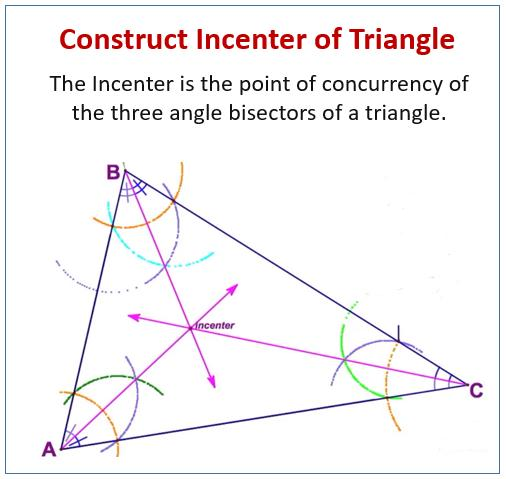 Construct Incenter of Triangle
The Incenter is the point of concurrency of
the three angle bisectors of a triangle.
B
Incenter
C
A